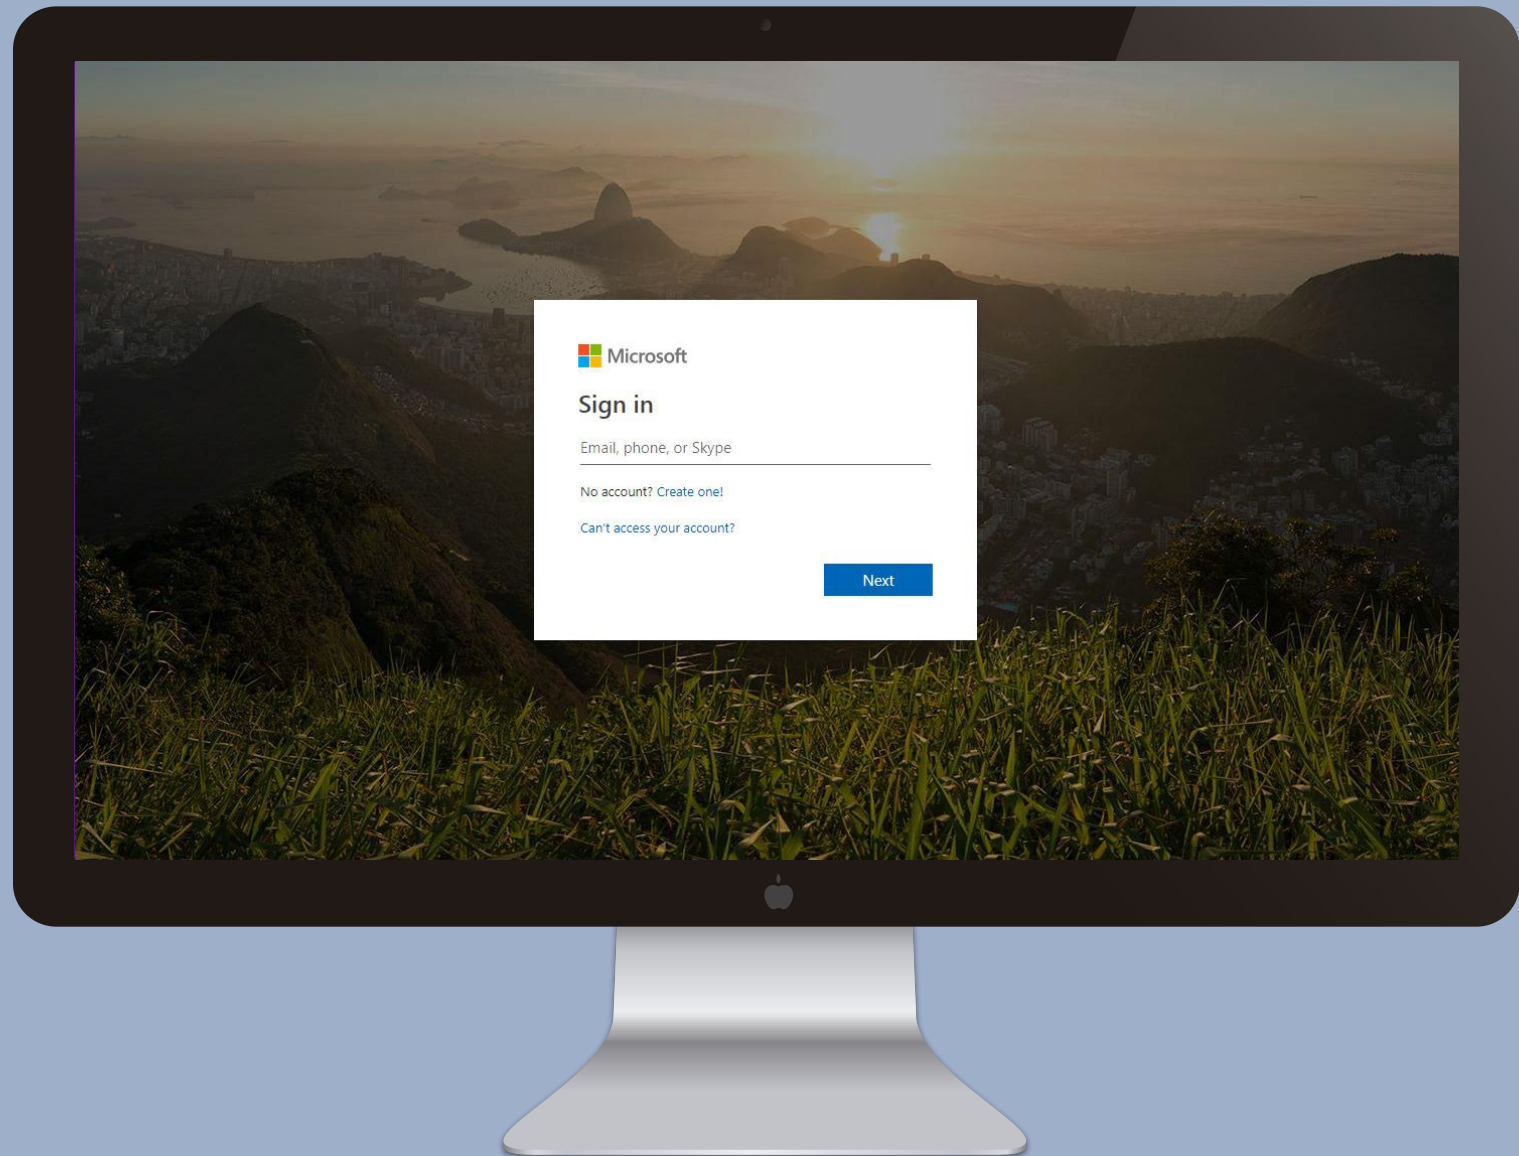 Microsoft
Sign in
Email, phone, or Skype
No account? Create one!
Can't access your account?
Next